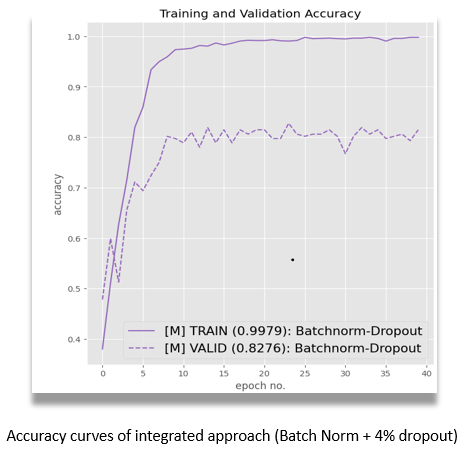 Training and Validation Accuracy
1.0
0.9
0.8
0.7
0.6
0.5
0.4
accuracy
[M] TRAIN (0.9979): Batchnorm-Dropout
[M] VALID (0.8276): Batchnorm-Dropout
0 5 10 15 20 25 30 35 40
epoch no.
Accuracy curves of integrated approach (Batch Norm + 4% dropout)